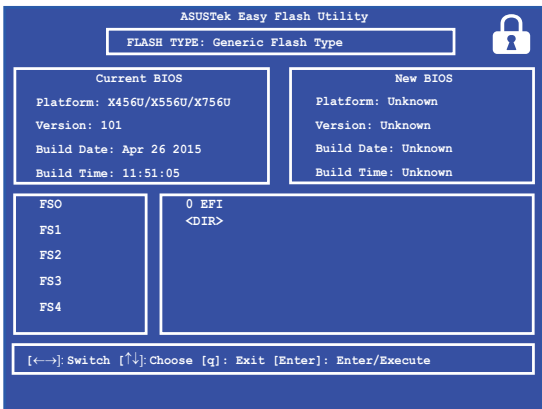 ASUSTek Easy Flash Utility
FLASH TYPE: Generic Flash Type
Current BIOS
Platform: X456U/X556U/X756U
Version: 101
Build Date: Apr 26 2015
Build Time: 11:51:05
New BIOS
Platform: Unknown
Version: Unknown
Build Date: Unknown
Build Time: Unknown
FS0
FS1
FS2
FS3
FS4
0 EFI
<DIR>
[←→]: Switch [↑↓]: Choose [q]: Exit [Enter]: Enter/Execute